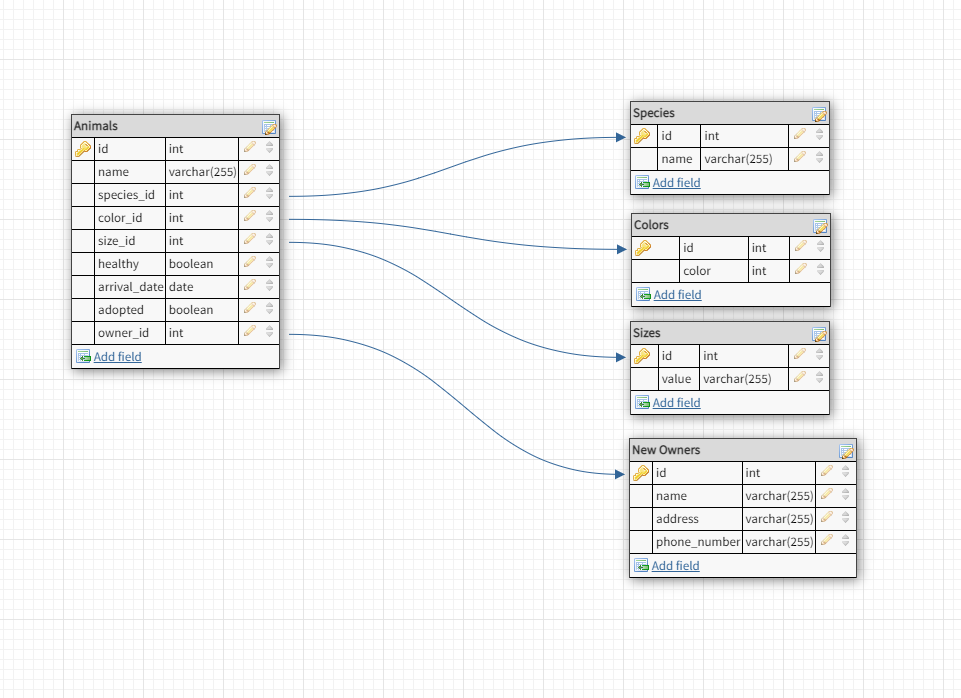 Animals
id int
name varchar(255)
species_id int
color_id int
size_id int
healthy boolean
arrival_date date
adopted boolean
owner_id int
Add field
Species
id int
name varchar(255)
Add field
Colors
id int
color int
Add field
Sizes
id int
value varchar(255)
Add field
New Owners
id int
name varchar(255)
address varchar(255)
phone_number varchar(255)
Add field